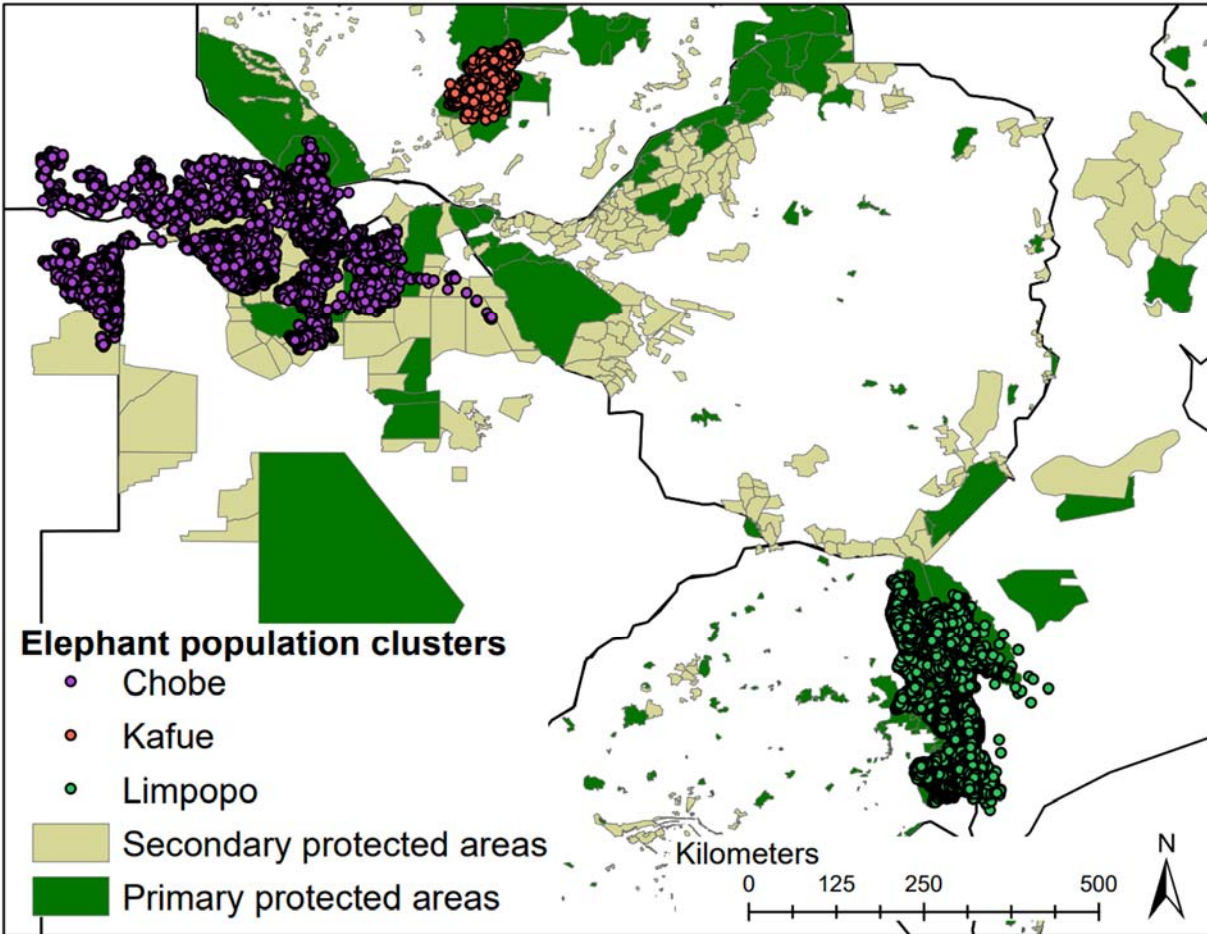 Elephant population clusters
Chobe
Kafue
Limpopo
Secondary protected areas
Primary protected areas
Kilometers
0 125 250 500
N